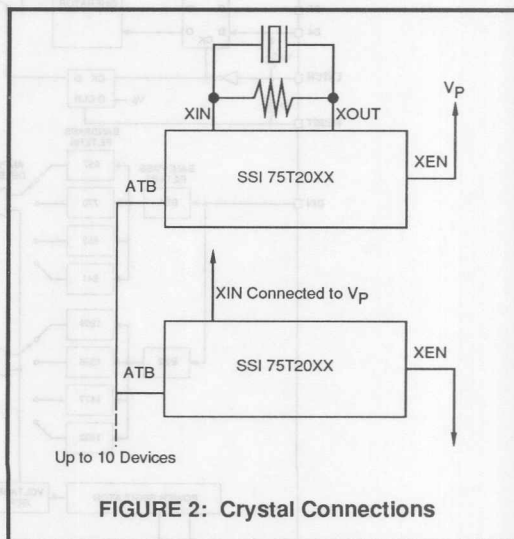 XIN
XOUT
VP
SSI 75T20XX
XEN
ATB
XIN Connected to VP
SSI 75T20XX
XEN
ATB
Up to 10 Devices
FIGURE 2: Crystal Connections